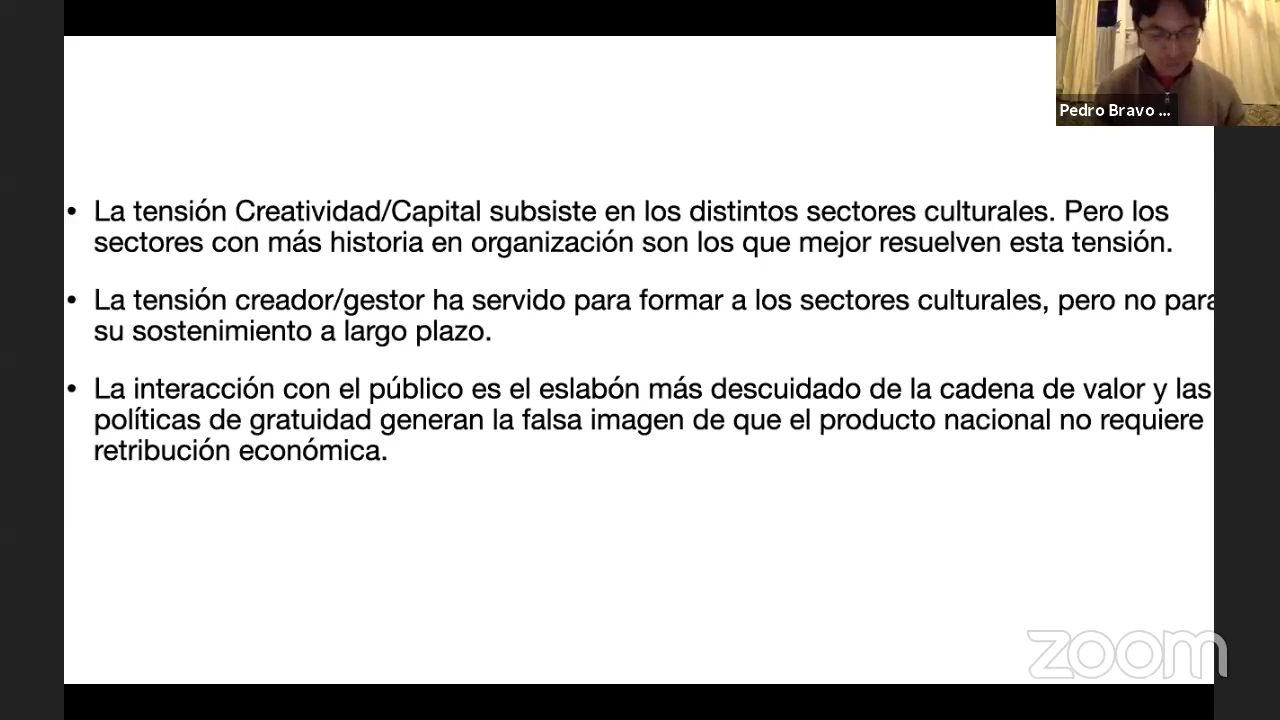 Pedro Bravo ...
• La tensión Creatividad/Capital subsiste en los distintos sectores culturales. Pero los
sectores con más historia en organización son los que mejor resuelven esta tensión.
• La tensión creador/gestor ha servido para formar a los sectores culturales, pero no para
su sostenimiento a largo plazo.
• La interacción con el público es el eslabón más descuidado de la cadena de valor y las
políticas de gratuidad generan la falsa imagen de que el producto nacional no requiere
retribución económica.
zoom